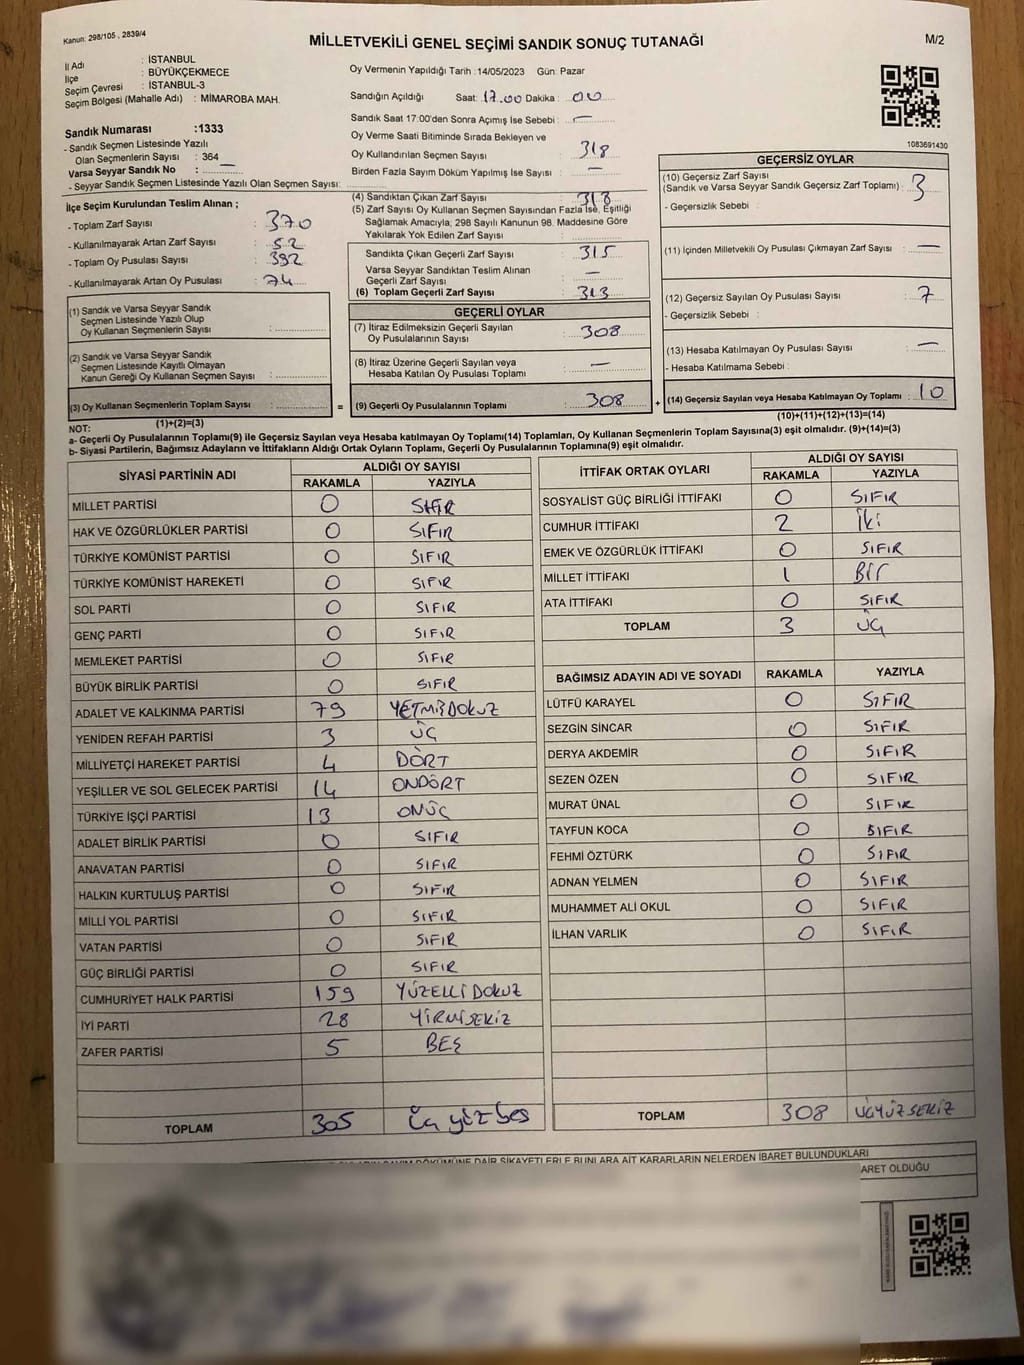 Kanun: 298/105 , 2839/4
MİLLETVEKİLİ GENEL SEÇİMİ SANDIK SONUÇ TUTANAĞI
M/2
İl Adı : İSTANBUL
İlçe : BÜYÜKÇEKMECE
Seçim Çevresi : İSTANBUL-3
Seçim Bölgesi (Mahalle Adı) : MİMAROBA MAH.
Oy Vermenin Yapıldığı Tarih : 14/05/2023 Gün: Pazar
Sandığın Açıldığı Saat: 17.00 Dakika : 00
Sandık Saat 17:00'den Sonra Açımış İse Sebebi : —
Oy Verme Saati Bitiminde Sırada Bekleyen ve
Oy Kullandırılan Seçmen Sayısı : 318
Birden Fazla Sayım Döküm Yapılmış İse Sayısı : —
1083691430
Sandık Numarası :1333
- Sandık Seçmen Listesinde Yazılı
Olan Seçmenlerin Sayısı : 364
Varsa Seyyar Sandık No : —
- Seyyar Sandık Seçmen Listesinde Yazılı Olan Seçmen Sayısı:
İlçe Seçim Kurulundan Teslim Alınan ;
- Toplam Zarf Sayısı : 370
- Kullanılmayarak Artan Zarf Sayısı : 52
- Toplam Oy Pusulası Sayısı : 392
- Kullanılmayarak Artan Oy Pusulası : 74
(1) Sandık ve Varsa Seyyar Sandık
Seçmen Listesinde Yazılı Olup
Oy Kullanan Seçmenlerin Sayısı :
(2) Sandık ve Varsa Seyyar Sandık
Seçmen Listesinde Kayıtlı Olmayan
Kanun Gereği Oy Kullanan Seçmen Sayısı :
(3) Oy Kullanan Seçmenlerin Toplam Sayısı :
(1)+(2)=(3)
(4) Sandıktan Çıkan Zarf Sayısı : 318
(5) Zarf Sayısı Oy Kullanan Seçmen Sayısından Fazla İse, Eşitliği
Sağlamak Amacıyla, 298 Sayılı Kanunun 98. Maddesine Göre
Yakılarak Yok Edilen Zarf Sayısı :
Sandıkta Çıkan Geçerli Zarf Sayısı : 315
Varsa Seyyar Sandıktan Teslim Alınan
Geçerli Zarf Sayısı : —
(6) Toplam Geçerli Zarf Sayısı : 313
GEÇERLİ OYLAR
(7) İtiraz Edilmeksizin Geçerli Sayılan
Oy Pusulalarının Sayısı : 308
(8) İtiraz Üzerine Geçerli Sayılan veya
Hesaba Katılan Oy Pusulası Toplamı : —
= (9) Geçerli Oy Pusulalarının Toplamı : 308 +
GEÇERSİZ OYLAR
(10) Geçersiz Zarf Sayısı
(Sandık ve Varsa Seyyar Sandık Geçersiz Zarf Toplamı) : 3
- Geçersizlik Sebebi :
(11) İçinden Milletvekili Oy Pusulası Çıkmayan Zarf Sayısı : —
(12) Geçersiz Sayılan Oy Pusulası Sayısı : 7
- Geçersizlik Sebebi :
(13) Hesaba Katılmayan Oy Pusulası Sayısı : —
- Hesaba Katılmama Sebebi :
(14) Geçersiz Sayılan veya Hesaba Katılmayan Oy Toplamı : 10
(10)+(11)+(12)+(13)=(14)
NOT:
a- Geçerli Oy Pusulalarının Toplamı(9) ile Geçersiz Sayılan veya Hesaba katılmayan Oy Toplamı(14) Toplamları, Oy Kullanan Seçmenlerin Toplam Sayısına(3) eşit olmalıdır. (9)+(14)=(3)
b- Siyasi Partilerin, Bağımsız Adayların ve İttifakların Aldığı Ortak Oyların Toplamı, Geçerli Oy Pusulalarının Toplamına(9) eşit olmalıdır.
SİYASİ PARTİNİN ADI
ALDIĞI OY SAYISI
RAKAMLA YAZIYLA
MİLLET PARTİSİ 0 SIFIR
HAK VE ÖZGÜRLÜKLER PARTİSİ 0 SIFIR
TÜRKİYE KOMÜNİST PARTİSİ 0 SIFIR
TÜRKİYE KOMÜNİST HAREKETİ 0 SIFIR
SOL PARTİ 0 SIFIR
GENÇ PARTİ 0 SIFIR
MEMLEKET PARTİSİ 0 SIFIR
BÜYÜK BİRLİK PARTİSİ 0 SIFIR
ADALET VE KALKINMA PARTİSİ 79 YETMİŞDOKUZ
YENİDEN REFAH PARTİSİ 3 ÜÇ
MİLLİYETÇİ HAREKET PARTİSİ 4 DÖRT
YEŞİLLER VE SOL GELECEK PARTİSİ 14 ONDÖRT
TÜRKİYE İŞÇİ PARTİSİ 13 ONÜÇ
ADALET BİRLİK PARTİSİ 0 SIFIR
ANAVATAN PARTİSİ 0 SIFIR
HALKIN KURTULUŞ PARTİSİ 0 SIFIR
MİLLİ YOL PARTİSİ 0 SIFIR
VATAN PARTİSİ 0 SIFIR
GÜÇ BİRLİĞİ PARTİSİ 0 SIFIR
CUMHURİYET HALK PARTİSİ 159 YÜZELLİDOKUZ
İYİ PARTİ 28 YİRMİSEKİZ
ZAFER PARTİSİ 5 BEŞ
TOPLAM 305 Üç yüz beş
İTTİFAK ORTAK OYLARI
ALDIĞI OY SAYISI
RAKAMLA YAZIYLA
SOSYALİST GÜÇ BİRLİĞİ İTTİFAKI 0 SIFIR
CUMHUR İTTİFAKI 2 İki
EMEK VE ÖZGÜRLÜK İTTİFAKI 0 SIFIR
MİLLET İTTİFAKI 1 Bir
ATA İTTİFAKI 0 SIFIR
TOPLAM 3 ÜÇ
BAĞIMSIZ ADAYIN ADI VE SOYADI RAKAMLA YAZIYLA
LÜTFÜ KARAYEL 0 SIFIR
SEZGİN SİNCAR 0 SIFIR
DERYA AKDEMİR 0 SIFIR
SEZEN ÖZEN 0 SIFIR
MURAT ÜNAL 0 SIFIR
TAYFUN KOCA 0 SIFIR
FEHMİ ÖZTÜRK 0 SIFIR
ADNAN YELMEN 0 SIFIR
MUHAMMET ALİ OKUL 0 SIFIR
İLHAN VARLIK 0 SIFIR
TOPLAM 308 ÜÇYÜZSEKİZ
DÖKÜMÜNE DAİR ŞİKAYETLERLE BUNLARA AİT KARARLARIN NELERDEN İBARET BULUNDUKLARI
ARET OLDUĞU